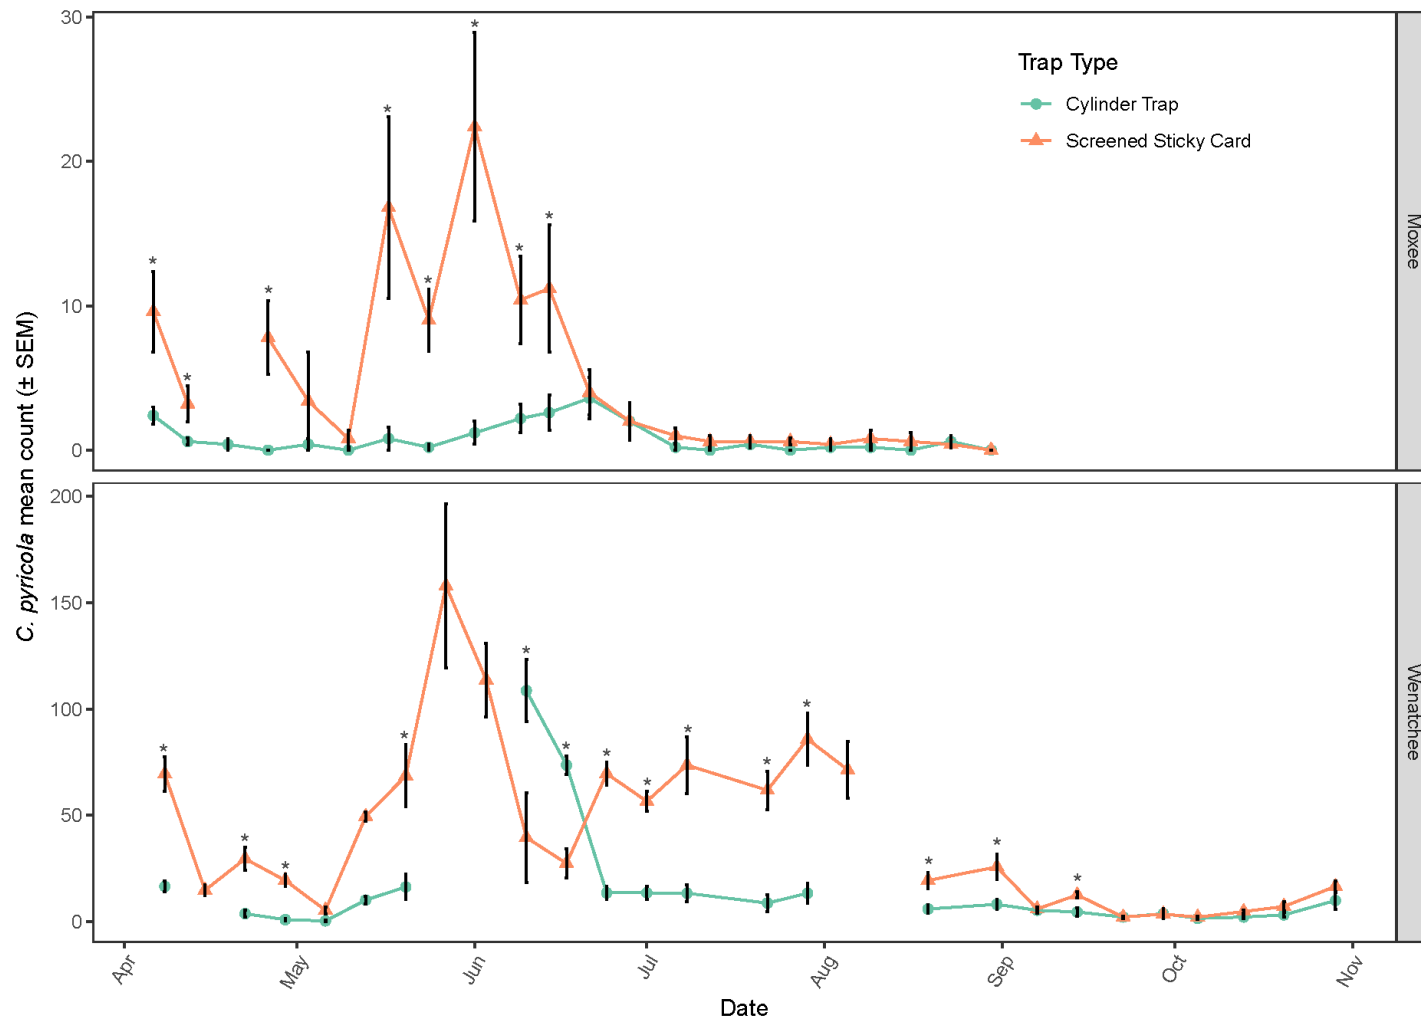 30
20
10
0
Trap Type
Cylinder Trap
Screened Sticky Card
* * * * * * * *
Moxee
C. pyricola mean count (± SEM)
200
150
100
50
0
* * * * * * * * * * * * *
Wenatchee
Apr
May
Jun
Jul
Aug
Sep
Oct
Nov
Date